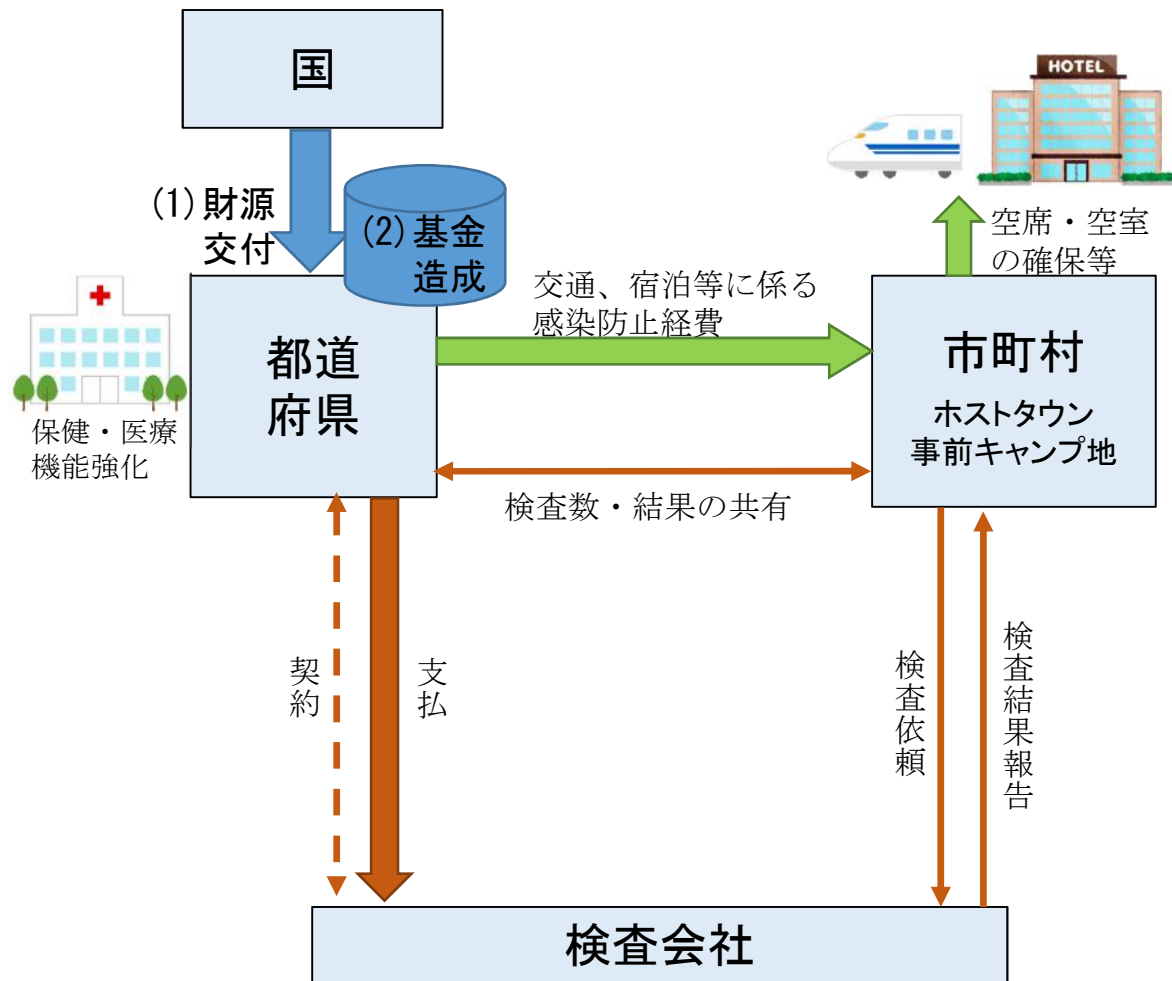 国
HOTEL
(1)財源
交付
(2)基金
造成
空席・空室
の確保等
交通、宿泊等に係る
感染防止経費
都道
府県
市町村
ホストタウン
事前キャンプ地
保健・医療
機能強化
検査数・結果の共有
契約
支払
検査依頼
検査結果報告
検査会社